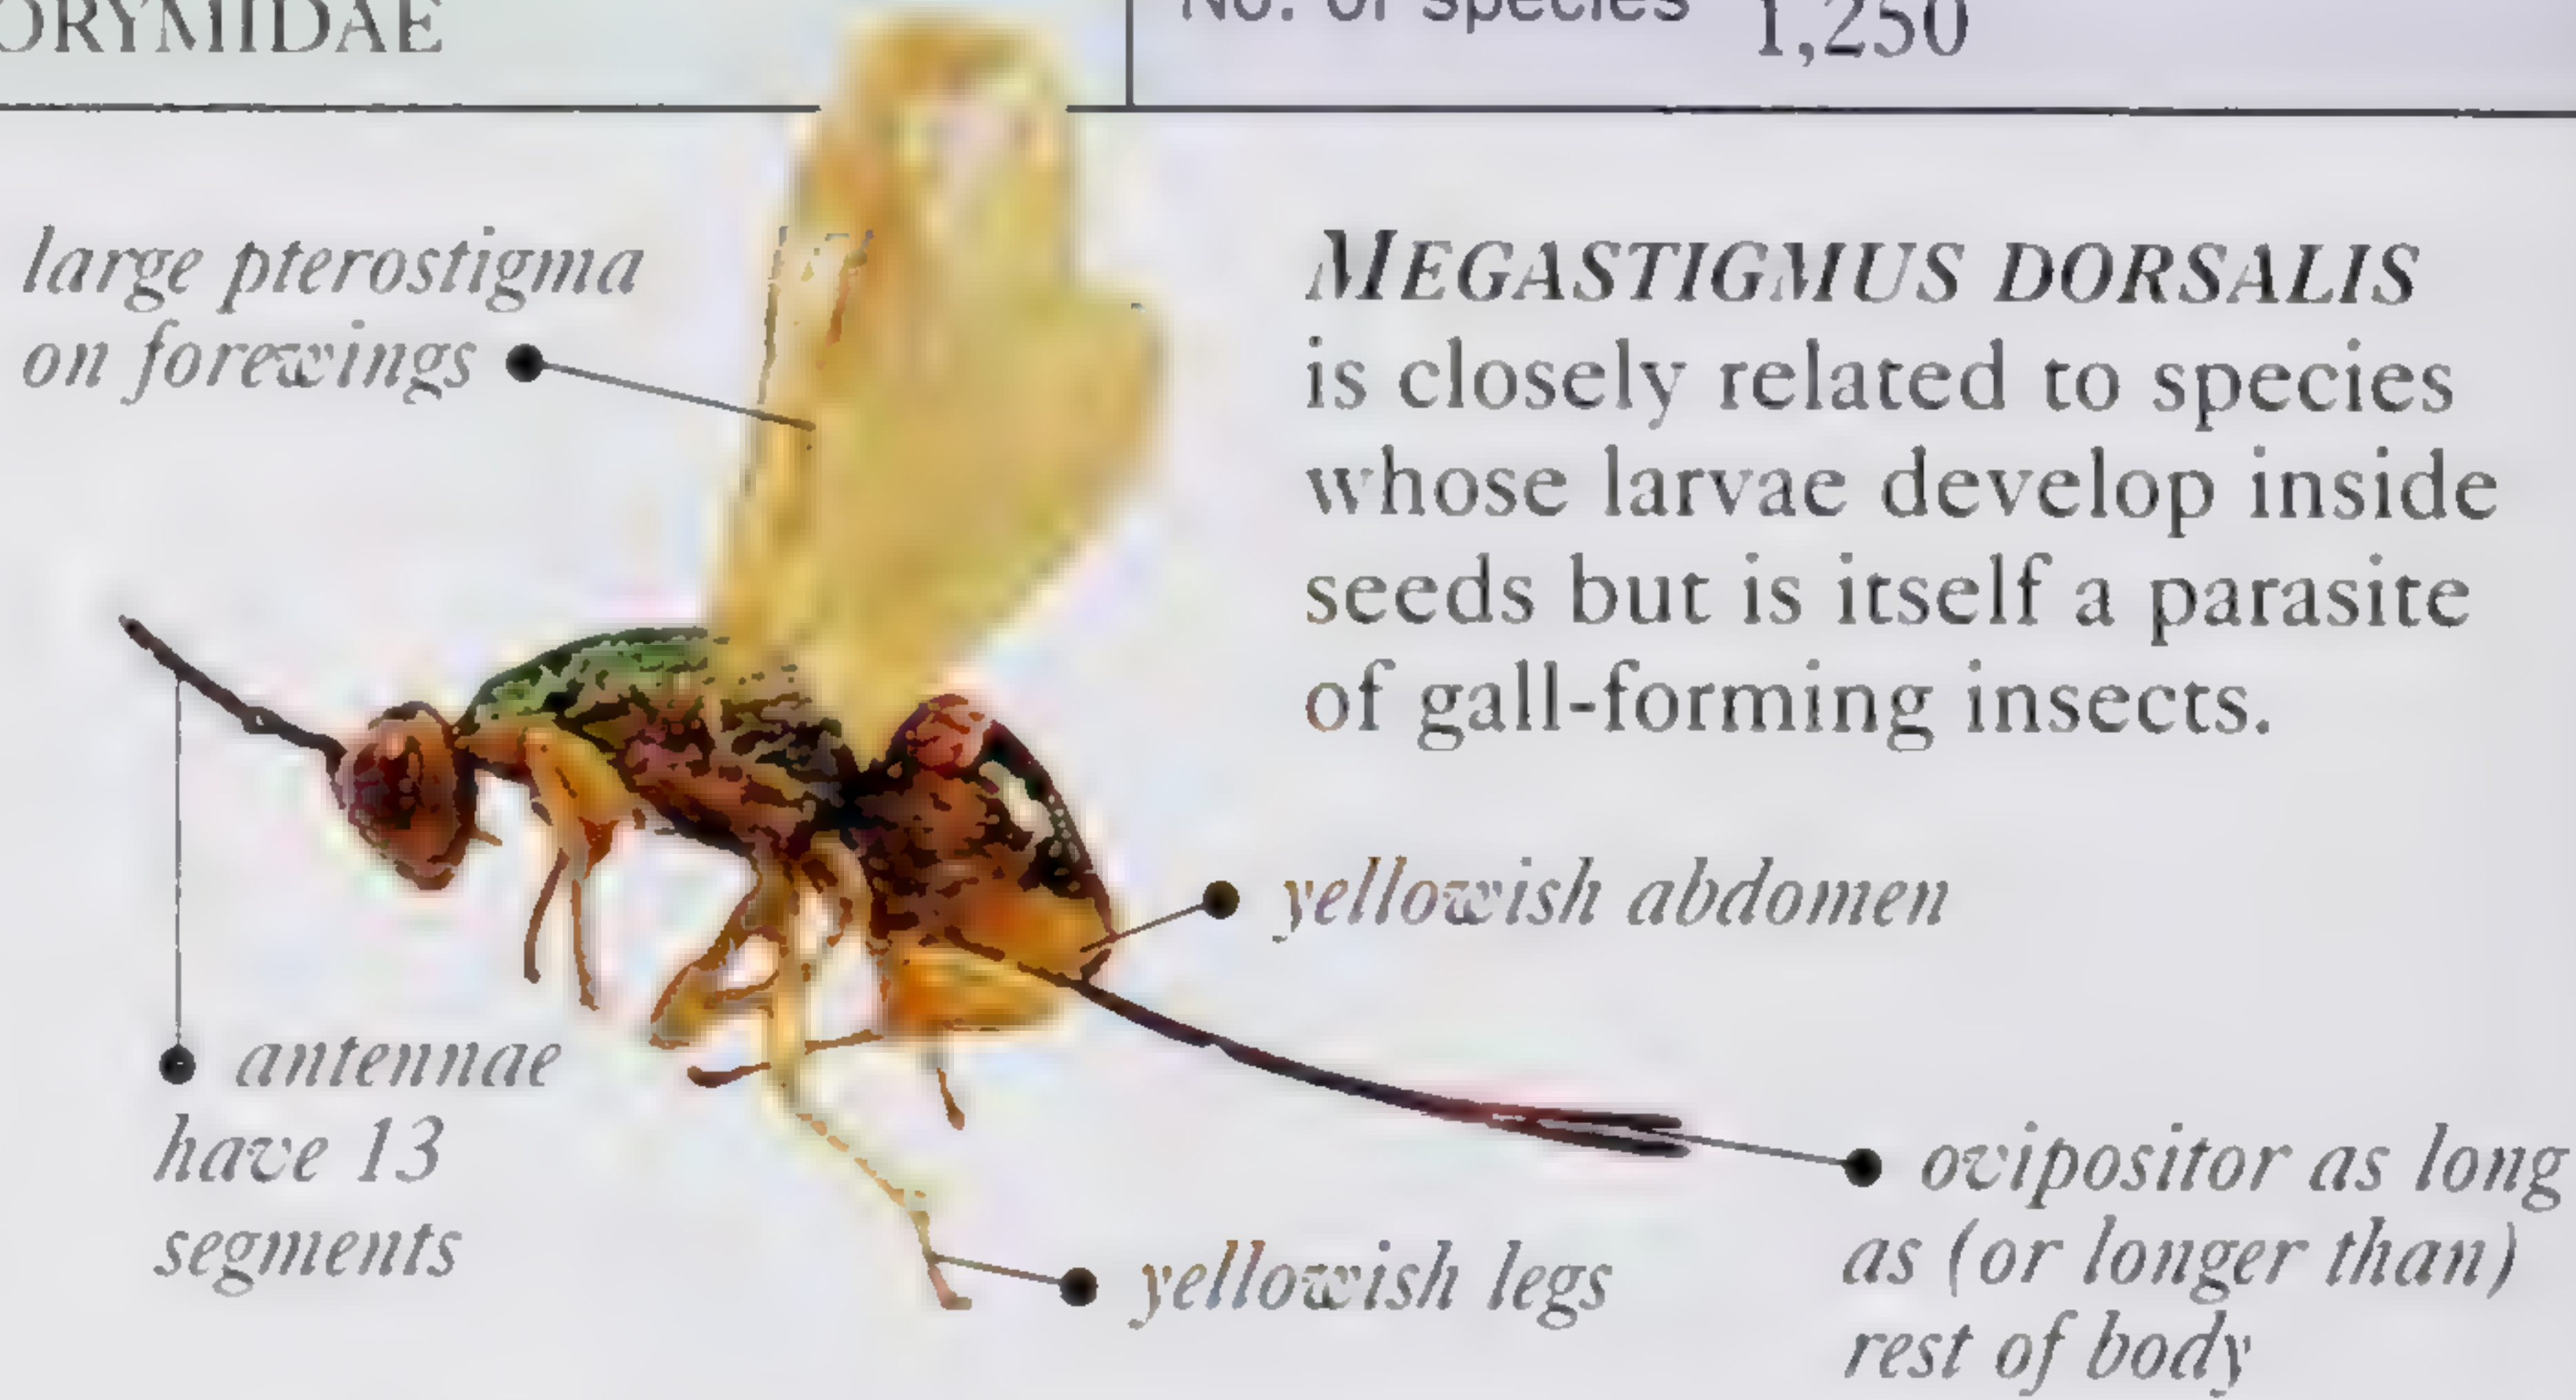 ORYMIDAE
No. of species 1,250
large pterostigma
on forewings
MEGASTIGMUS DORSALIS
is closely related to species
whose larvae develop inside
seeds but is itself a parasite
of gall-forming insects.
yellowish abdomen
antennae
have 13
segments
yellowish legs
ovipositor as long
as (or longer than)
rest of body